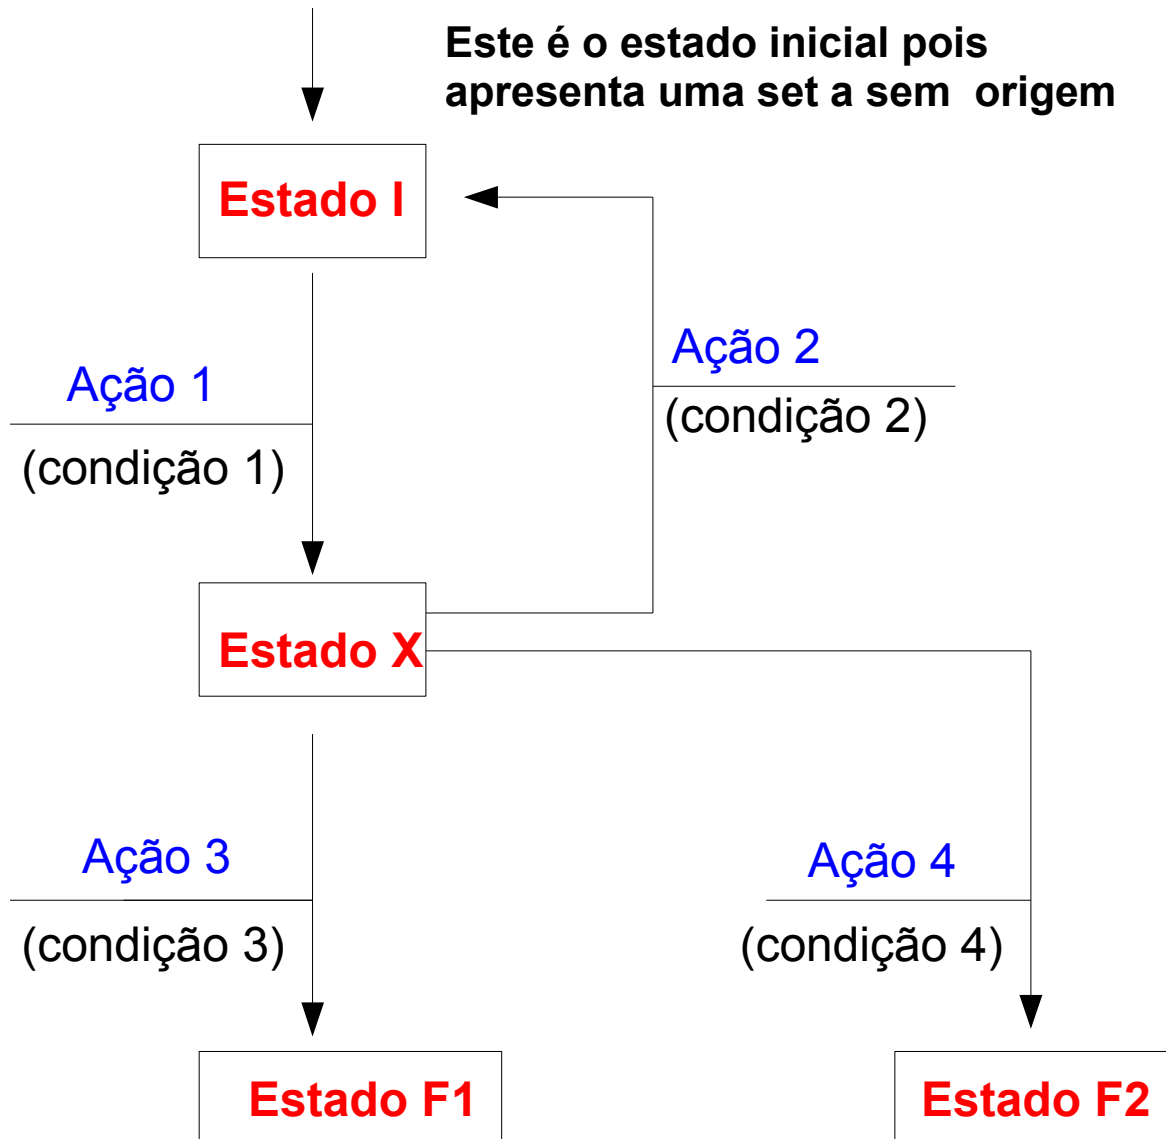 Este é o estado inicial pois
apresenta uma set a sem  origem
Estado I
Ação 2
(condição 2)
Ação 1
(condição 1)
Estado X
Ação 3
(condição 3)
Ação 4
(condição 4)
Estado F1
Estado F2